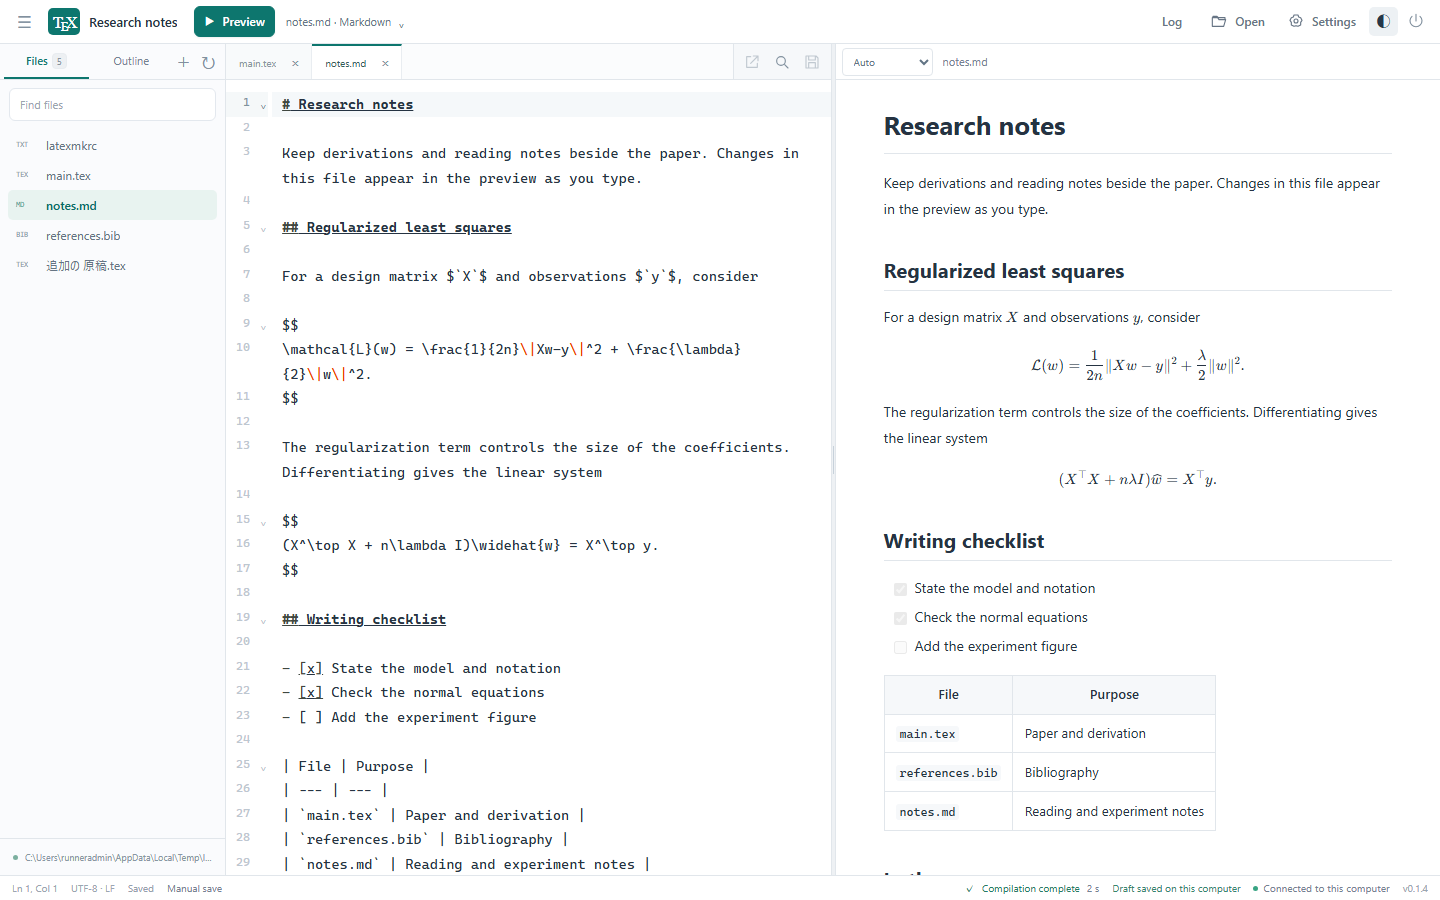 TEX Research notes Preview notes.md · Markdown Log Open Settings
Files 5 Outline
Find files
TXT latexmkrc
TEX main.tex
MD notes.md
BIB references.bib
TEX 追加の 原稿.tex
C:\Users\runneradmin\AppData\Local\Temp\l...
main.tex × notes.md ×
1 # Research notes
2
3 Keep derivations and reading notes beside the paper. Changes in
this file appear in the preview as you type.
4
5 ## Regularized least squares
6
7 For a design matrix $`X`$ and observations $`y`$, consider
8
9 $$
10 \mathcal{L}(w) = \frac{1}{2n}\|Xw-y\|^2 + \frac{\lambda}
{2}\|w\|^2.
11 $$
12
13 The regularization term controls the size of the coefficients.
Differentiating gives the linear system
14
15 $$
16 (X^\top X + n\lambda I)\widehat{w} = X^\top y.
17 $$
18
19 ## Writing checklist
20
21 - [x] State the model and notation
22 - [x] Check the normal equations
23 - [ ] Add the experiment figure
24
25 | File | Purpose |
26 | --- | --- |
27 | `main.tex` | Paper and derivation |
28 | `references.bib` | Bibliography |
29 | `notes.md` | Reading and experiment notes |
Auto notes.md
Research notes
Keep derivations and reading notes beside the paper. Changes in this file appear
in the preview as you type.
Regularized least squares
For a design matrix X and observations y, consider
ℒ(w) = 1/2n ‖Xw − y‖² + λ/2 ‖w‖².
The regularization term controls the size of the coefficients. Differentiating gives
the linear system
(X⊤X + nλI)ŵ = X⊤y.
Writing checklist
State the model and notation
Check the normal equations
Add the experiment figure
File Purpose
main.tex Paper and derivation
references.bib Bibliography
notes.md Reading and experiment notes
Ln 1, Col 1 UTF-8 · LF Saved Manual save ✓ Compilation complete 2 s Draft saved on this computer Connected to this computer v0.1.4